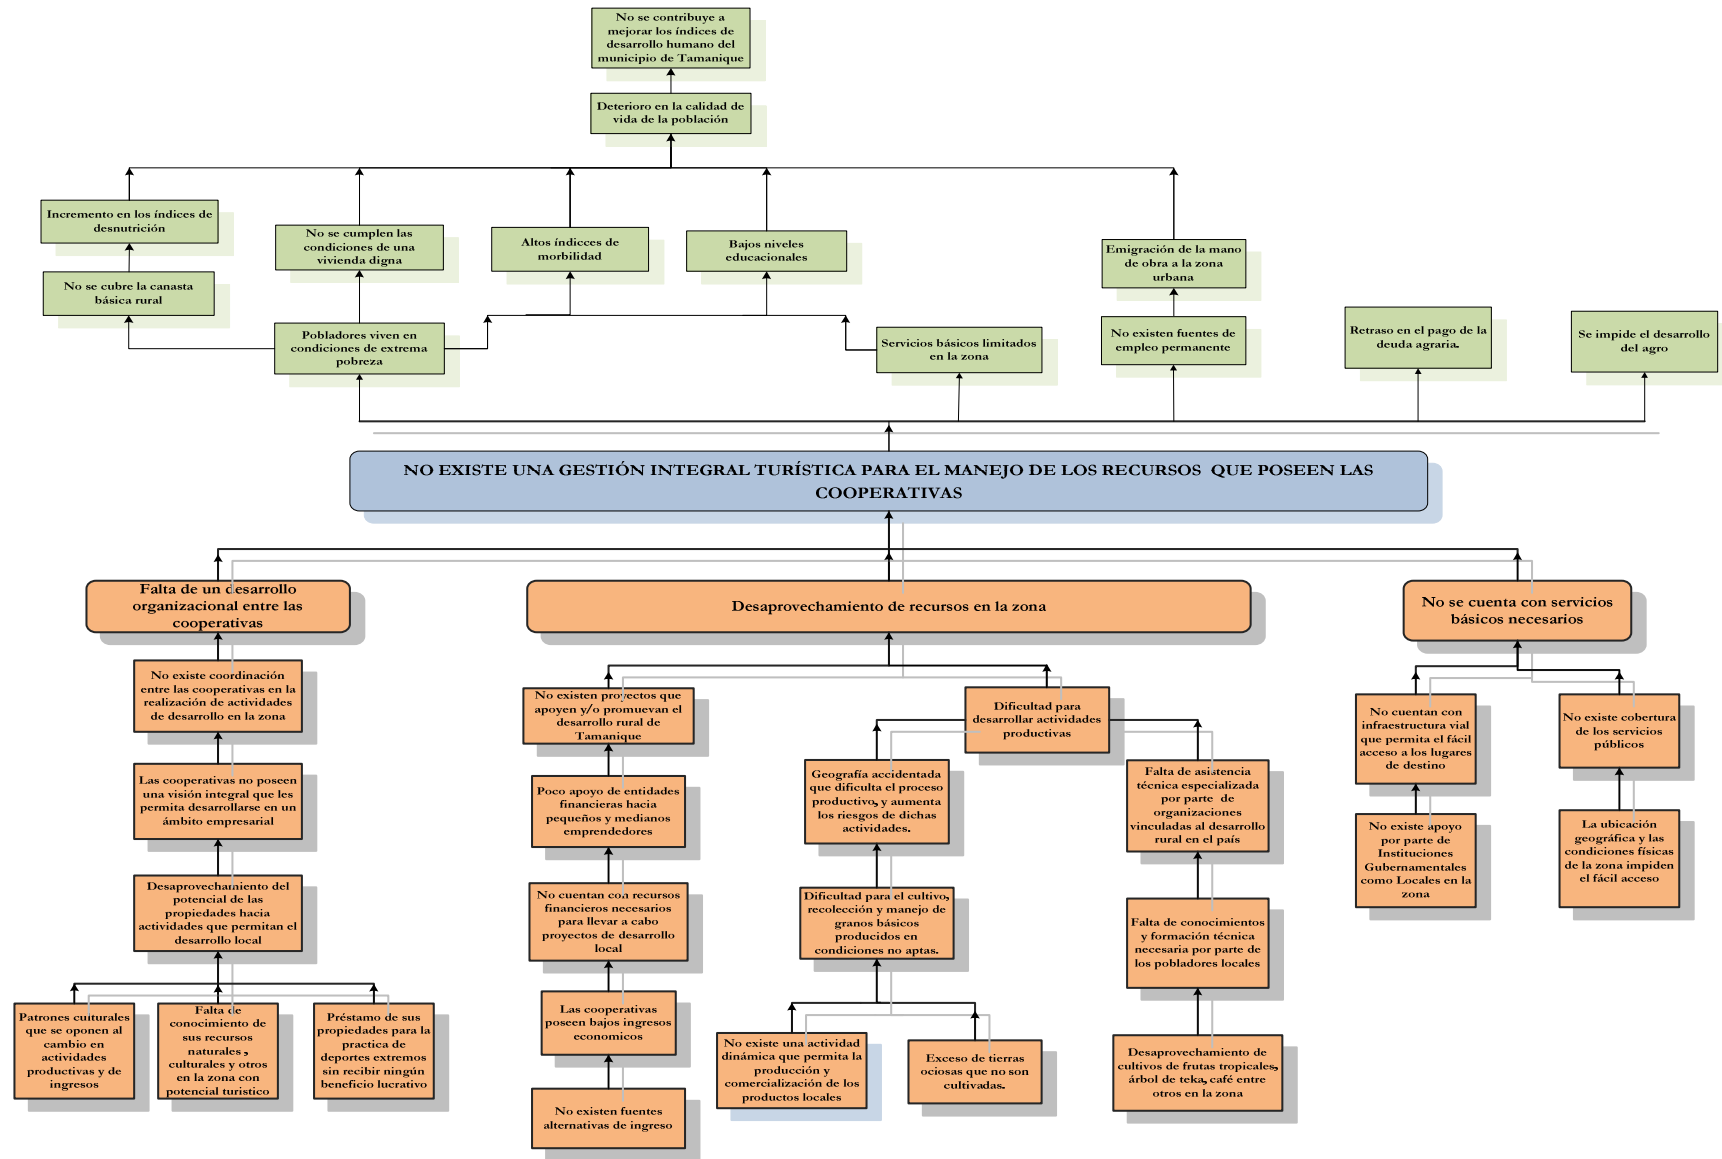 No se contribuye a
mejorar los índices de
desarrollo humano del
municipio de Tamanique
Deterioro en la calidad de
vida de la población
Incremento en los índices de
desnutrición
No se cumplen las
condiciones de una
vivienda digna
Altos índicces de
morbilidad
Bajos niveles
educacionales
Emigración de la mano
de obra a la zona
urbana
No se cubre la canasta
básica rural
Pobladores viven en
condiciones de extrema
pobreza
Servicios básicos limitados
en la zona
No existen fuentes de
empleo permanente
Retraso en el pago de la
deuda agraria.
Se impide el desarrollo
del agro
NO EXISTE UNA GESTIÓN INTEGRAL TURÍSTICA PARA EL MANEJO DE LOS RECURSOS QUE POSEEN LAS
COOPERATIVAS
Falta de un desarrollo
organizacional entre las
cooperativas
Desaprovechamiento de recursos en la zona
No se cuenta con servicios
básicos necesarios
No existe coordinación
entre las cooperativas en la
realización de actividades
de desarrollo en la zona
Las cooperativas no poseen
una visión integral que les
permita desarrollarse en un
ámbito empresarial
Desaprovechamiento del
potencial de las
propiedades hacia
actividades que permitan el
desarrollo local
Patrones culturales
que se oponen al
cambio en
actividades
productivas y de
ingresos
Falta de
conocimiento de
sus recursos
naturales ,
culturales y otros
en la zona con
potencial turistico
Préstamo de sus
propiedades para la
practica de
deportes extremos
sin recibir ningún
beneficio lucrativo
No existen proyectos que
apoyen y/o promuevan el
desarrollo rural de
Tamanique
Poco apoyo de entidades
financieras hacia
pequeños y medianos
emprendedores
No cuentan con recursos
financieros necesarios
para llevar a cabo
proyectos de desarrollo
local
Las cooperativas
poseen bajos ingresos
economicos
No existen fuentes
alternativas de ingreso
Dificultad para
desarrollar actividades
productivas
Geografía accidentada
que dificulta el proceso
productivo, y aumenta
los riesgos de dichas
actividades.
Dificultad para el cultivo,
recolección y manejo de
granos básicos
producidos en
condiciones no aptas.
No existe una actividad
dinámica que permita la
producción y
comercialización de los
productos locales
Exceso de tierras
ociosas que no son
cultivadas.
Falta de asistencia
técnica especializada
por parte de
organizaciones
vinculadas al desarrollo
rural en el país
Falta de conocimientos
y formación técnica
necesaria por parte de
los pobladores locales
Desaprovechamiento de
cultivos de frutas tropicales,
árbol de teka, café entre
otros en la zona
No cuentan con
infraestructura vial
que permita el fácil
acceso a los lugares
de destino
No existe apoyo
por parte de
Instituciones
Gubernamentales
como Locales en la
zona
No existe cobertura
de los servicios
públicos
La ubicación
geográfica y las
condiciones físicas
de la zona impiden
el fácil acceso